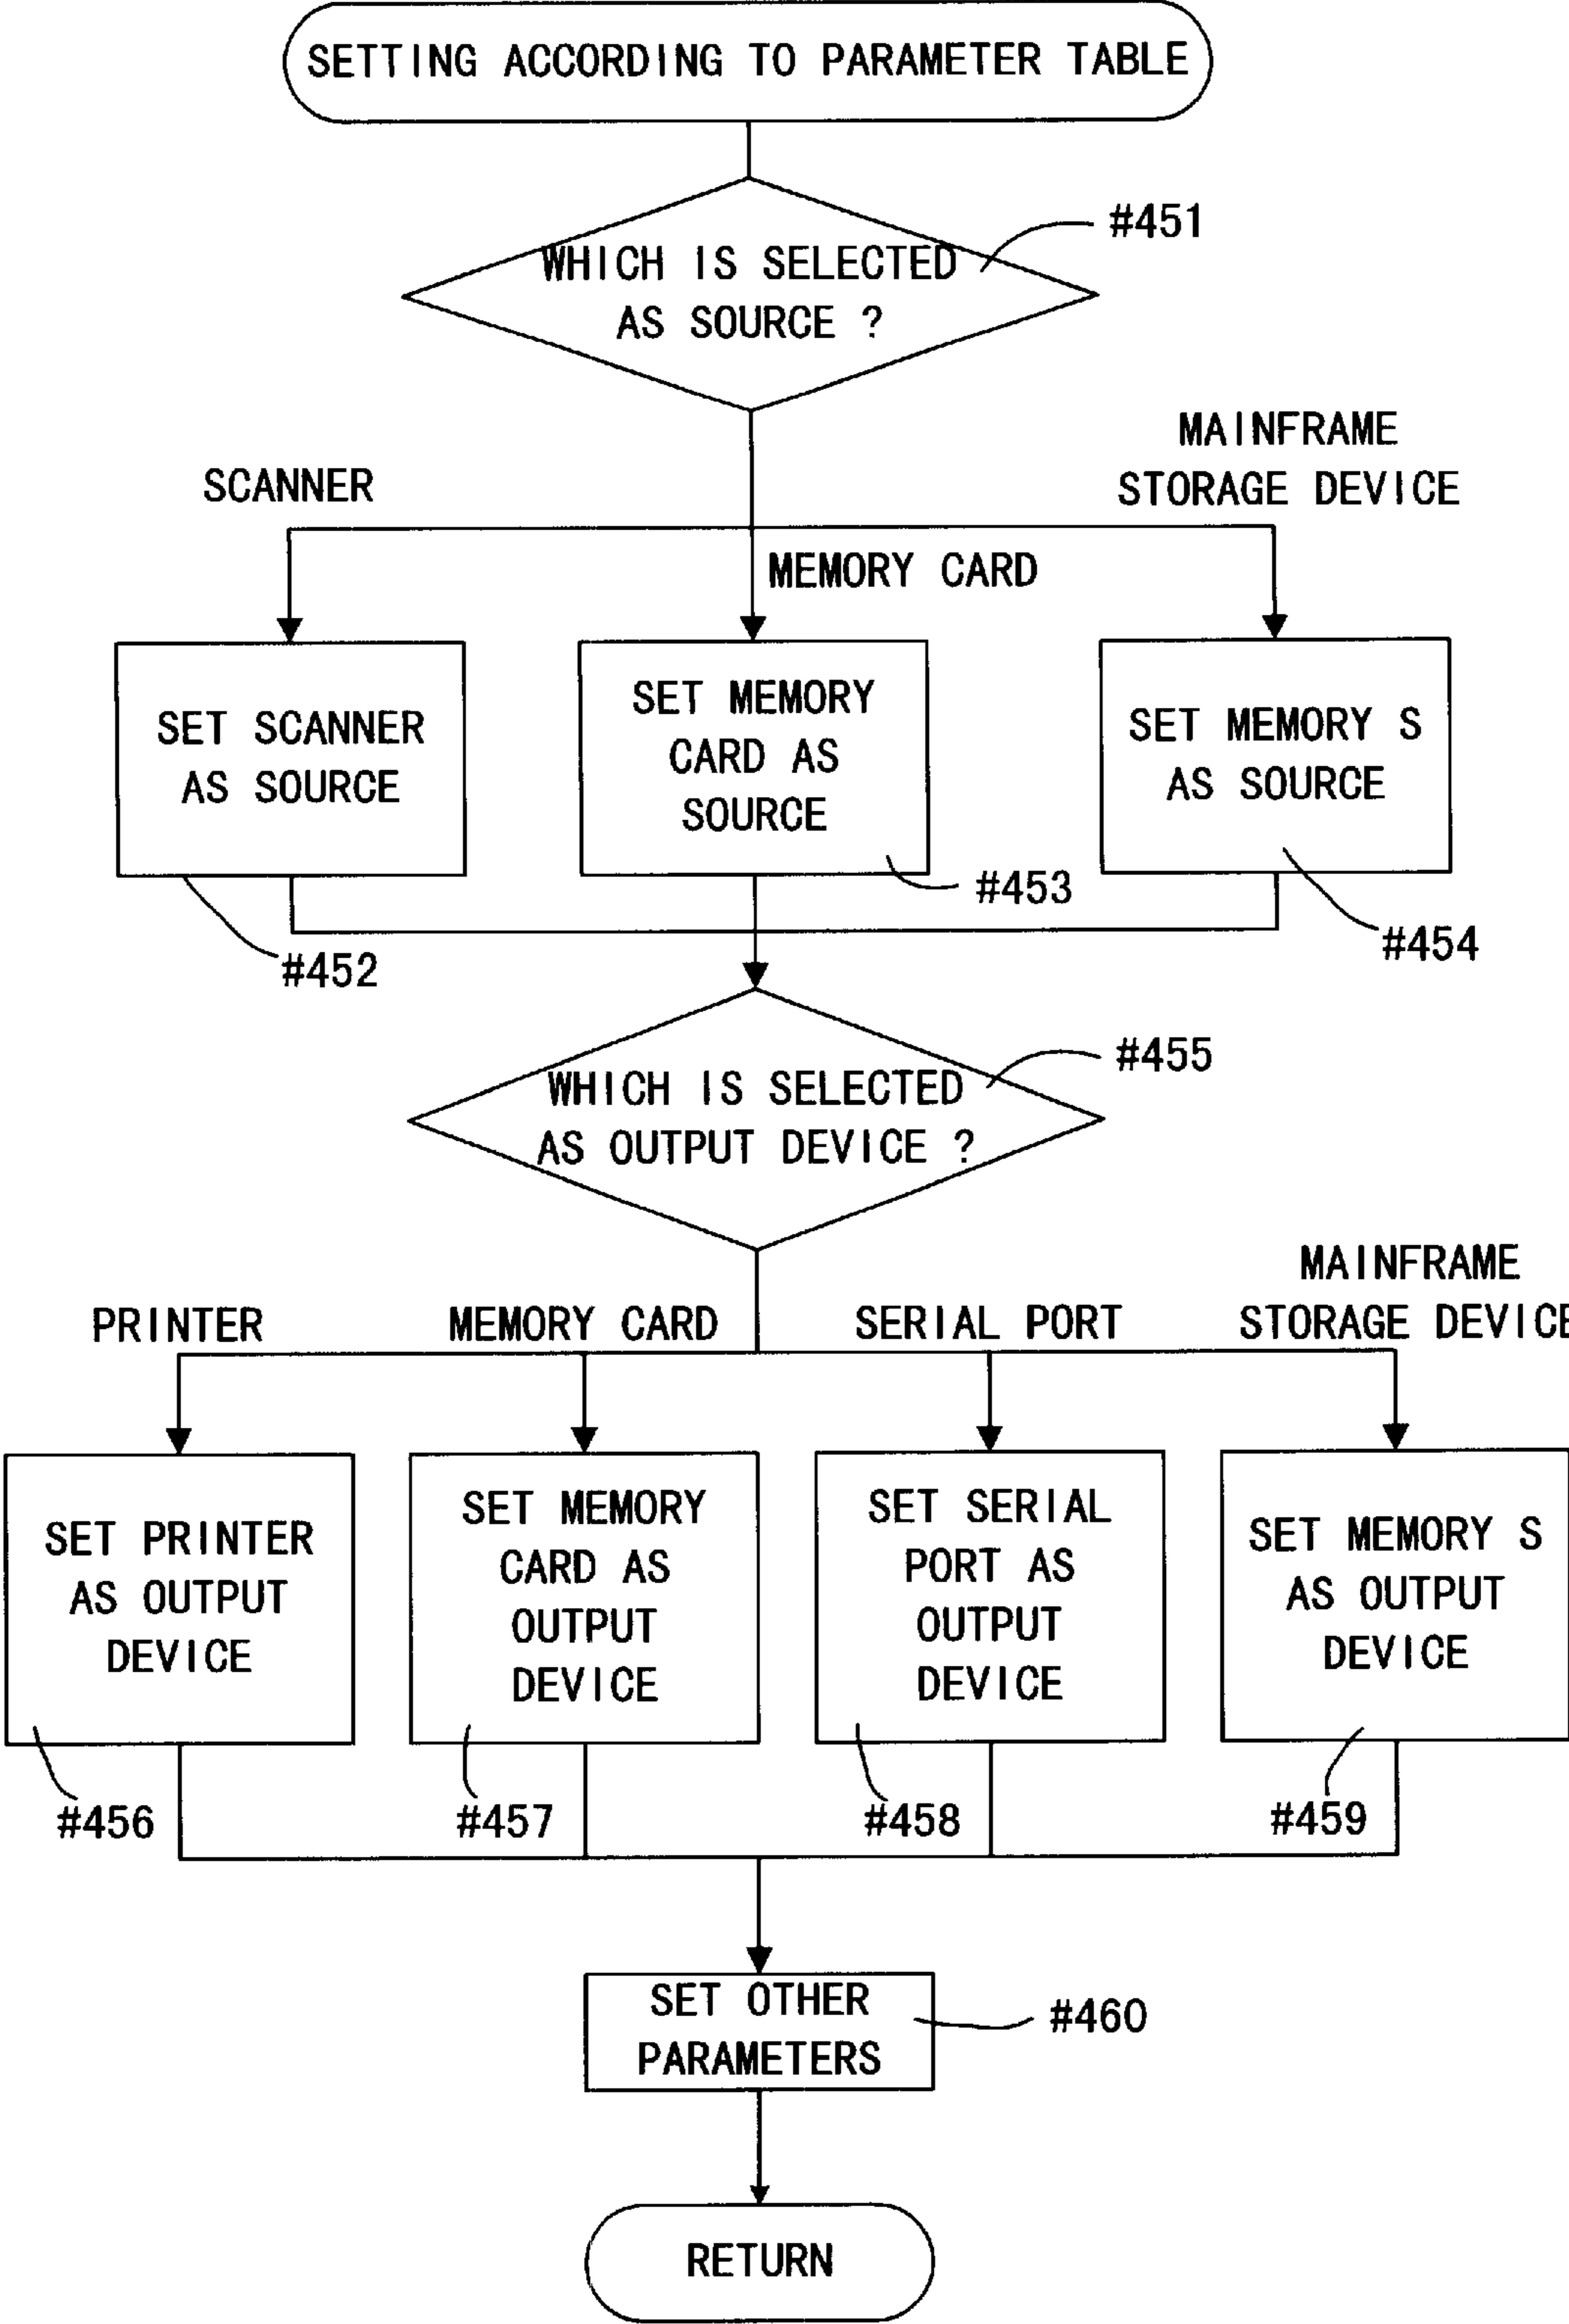 SETTING ACCORDING TO PARAMETER TABLE
#451
WHICH IS SELECTED
AS SOURCE ?
SCANNER
MEMORY CARD
MAINFRAME
STORAGE DEVICE
SET SCANNER
AS SOURCE
#452
SET MEMORY
CARD AS
SOURCE
#453
SET MEMORY S
AS SOURCE
#454
#455
WHICH IS SELECTED
AS OUTPUT DEVICE ?
PRINTER
MEMORY CARD
SERIAL PORT
MAINFRAME
STORAGE DEVICE
SET PRINTER
AS OUTPUT
DEVICE
#456
SET MEMORY
CARD AS
OUTPUT
DEVICE
#457
SET SERIAL
PORT AS
OUTPUT
DEVICE
#458
SET MEMORY S
AS OUTPUT
DEVICE
#459
SET OTHER
PARAMETERS
#460
RETURN